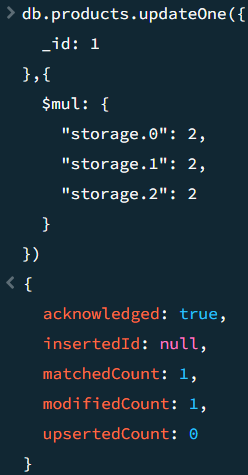 > db.products.updateOne({
_id: 1
},{
$mul: {
"storage.0": 2,
"storage.1": 2,
"storage.2": 2
}
})
< {
acknowledged: true,
insertedId: null,
matchedCount: 1,
modifiedCount: 1,
upsertedCount: 0
}